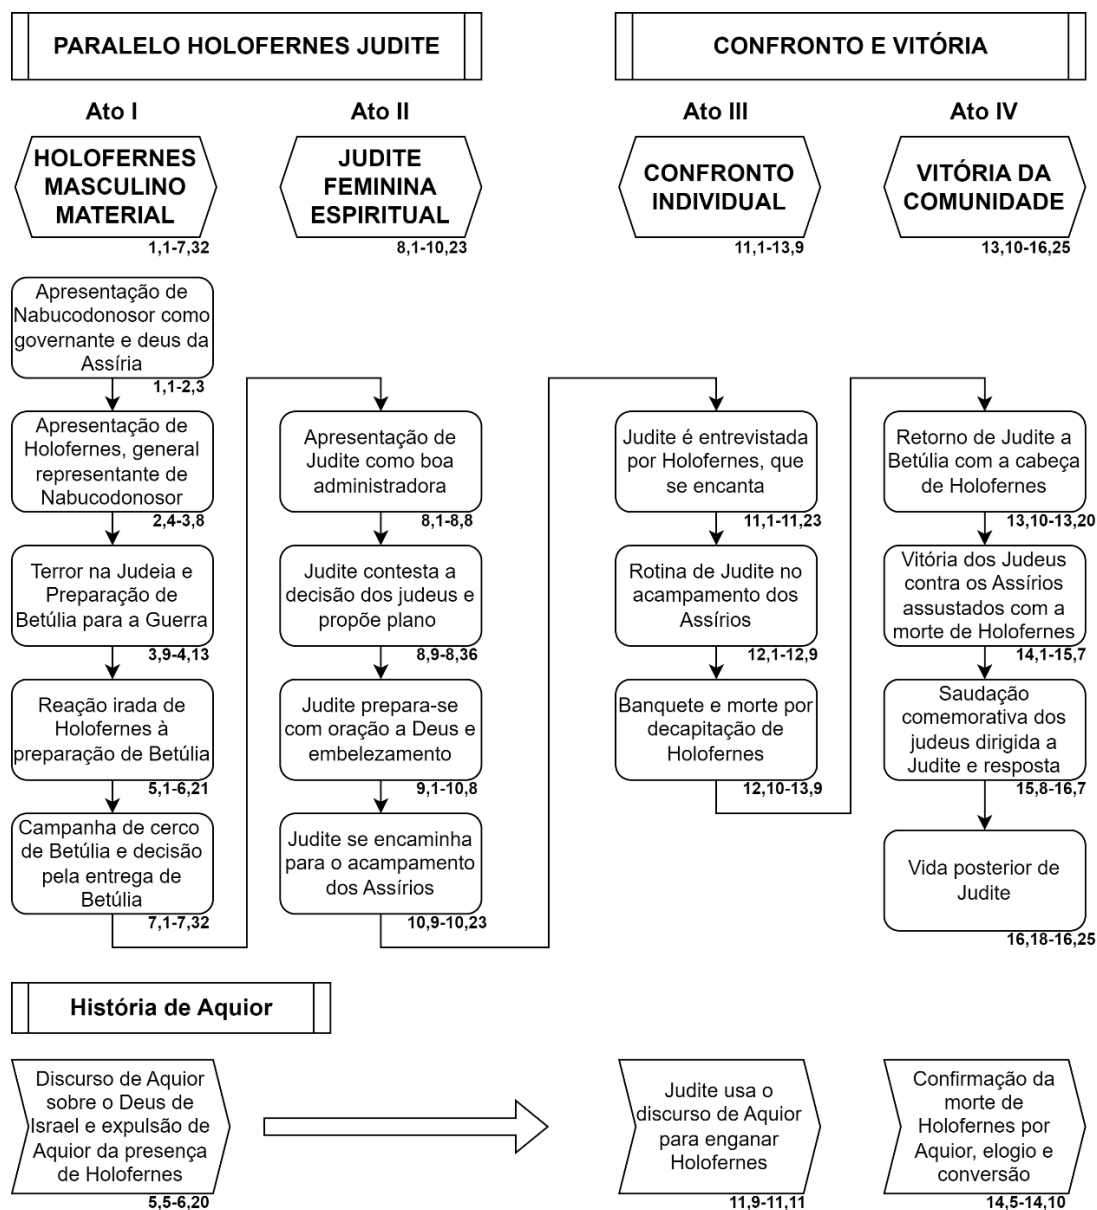 PARALELO HOLOFERNES JUDITE
CONFRONTO E VITÓRIA
Ato I
HOLOFERNES
MASCULINO
MATERIAL
1,1-7,32
Ato II
JUDITE
FEMININA
ESPIRITUAL
8,1-10,23
Ato III
CONFRONTO
INDIVIDUAL
11,1-13,9
Ato IV
VITÓRIA DA
COMUNIDADE
13,10-16,25
Apresentação de
Nabucodonosor como
governante e deus da
Assíria
1,1-2,3
Apresentação de
Holofernes, general
representante de
Nabucodonosor
2,4-3,8
Terror na Judeia e
Preparação de
Betúlia para a Guerra
3,9-4,13
Reação irada de
Holofernes à
preparação de Betúlia
5,1-6,21
Campanha de cerco
de Betúlia e decisão
pela entrega de
Betúlia
7,1-7,32
Apresentação de
Judite como boa
administradora
8,1-8,8
Judite contesta a
decisão dos judeus e
propõe plano
8,9-8,36
Judite prepara-se
com oração a Deus e
embelezamento
9,1-10,8
Judite se encaminha
para o acampamento
dos Assírios
10,9-10,23
Judite é entrevistada
por Holofernes, que
se encanta
11,1-11,23
Rotina de Judite no
acampamento dos
Assírios
12,1-12,9
Banquete e morte por
decapitação de
Holofernes
12,10-13,9
Retorno de Judite a
Betúlia com a cabeça
de Holofernes
13,10-13,20
Vitória dos Judeus
contra os Assírios
assustados com a
morte de Holofernes
14,1-15,7
Saudação
comemorativa dos
judeus dirigida a
Judite e resposta
15,8-16,7
Vida posterior de
Judite
16,18-16,25
História de Aquior
Discurso de Aquior
sobre o Deus de
Israel e expulsão de
Aquior da presença
de Holofernes
5,5-6,20
Judite usa o
discurso de Aquior
para enganar
Holofernes
11,9-11,11
Confirmação da
morte de
Holofernes por
Aquior, elogio e
conversão
14,5-14,10